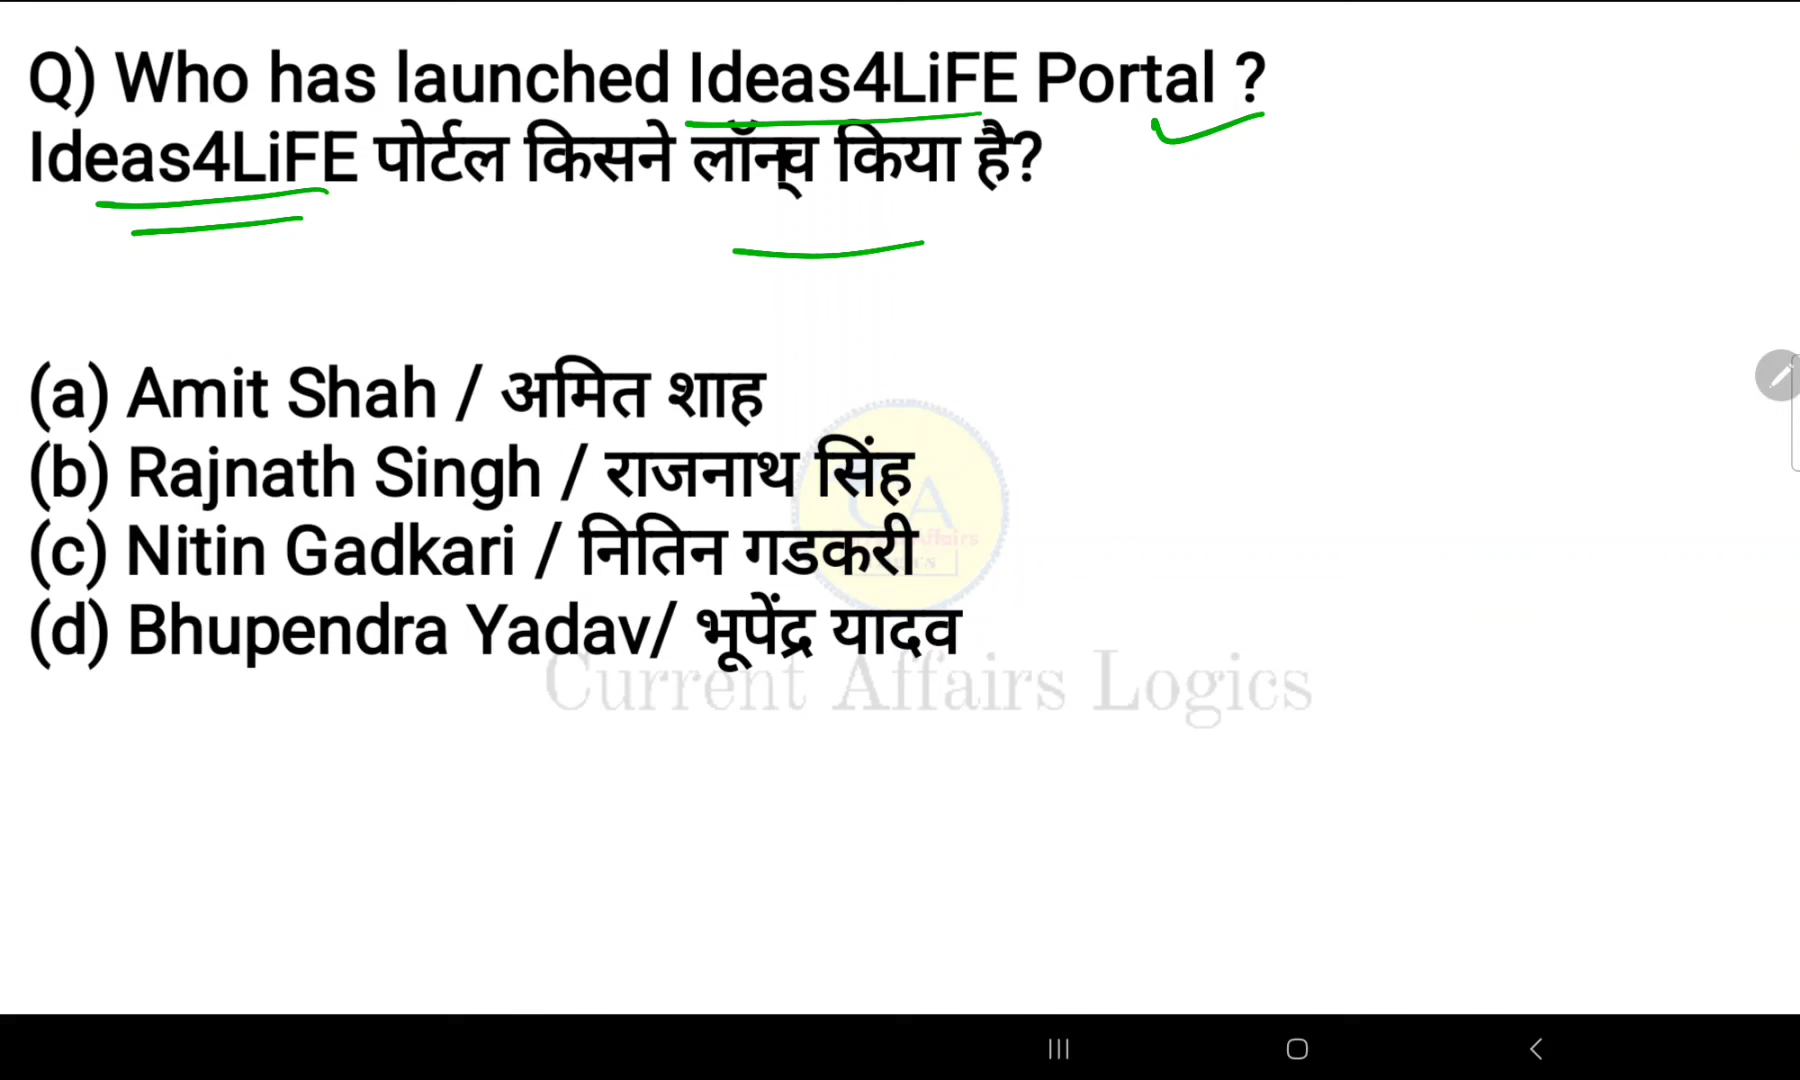 Q) Who has launched Ideas4LiFE Portal ?
Ideas4LiFE पोर्टल किसने लॉन्च किया है?
(a) Amit Shah / अमित शाह
(b) Rajnath Singh / राजनाथ सिंह
(c) Nitin Gadkari / नितिन गडकरी
(d) Bhupendra Yadav/ भूपेंद्र यादव
Current Affairs Logics